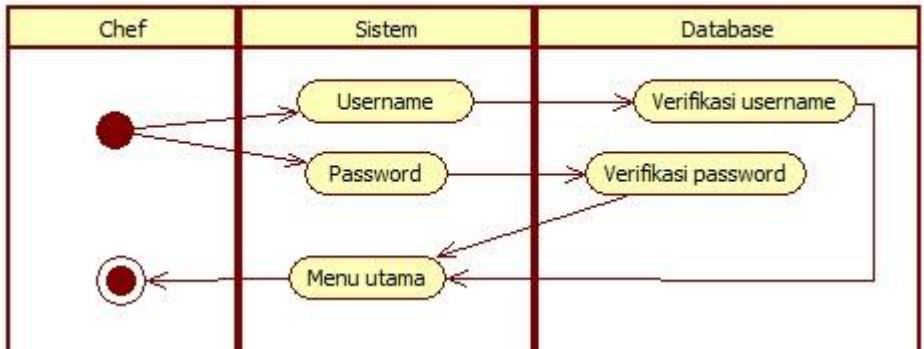 Chef
Sistem
Database
Username
Verifikasi username
Password
Verifikasi password
Menu utama